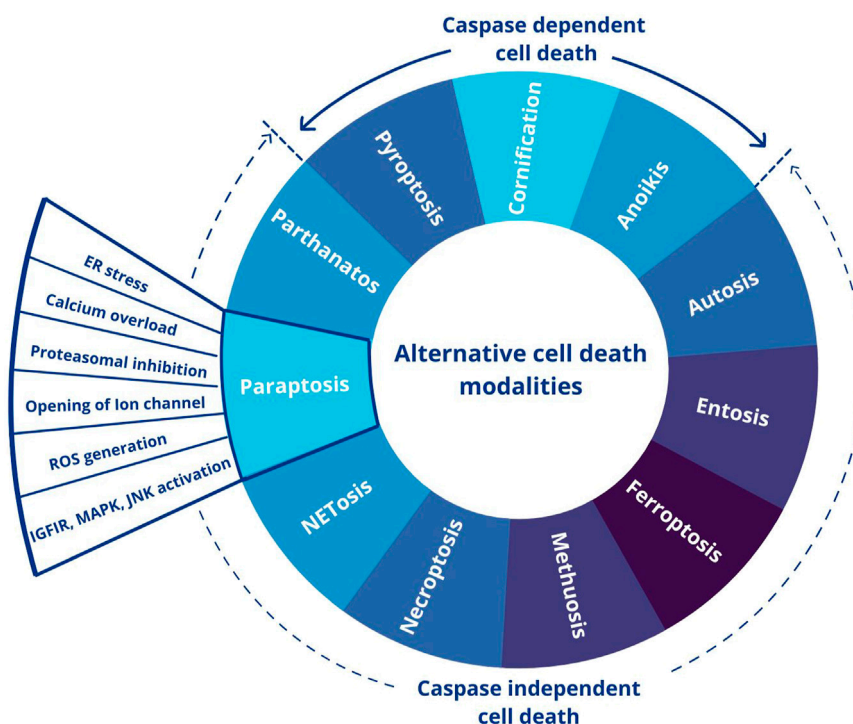 Caspase dependent
cell death
Pyroptosis
Cornification
Anoikis
Parthanatos
Autosis
ER stress
Calcium overload
Proteasomal inhibition
Opening of Ion channel
ROS generation
IGFIR, MAPK, JNK activation
Paraptosis
Alternative cell death
modalities
Entosis
NETosis
Ferroptosis
Necroptosis
Methuosis
Caspase independent
cell death